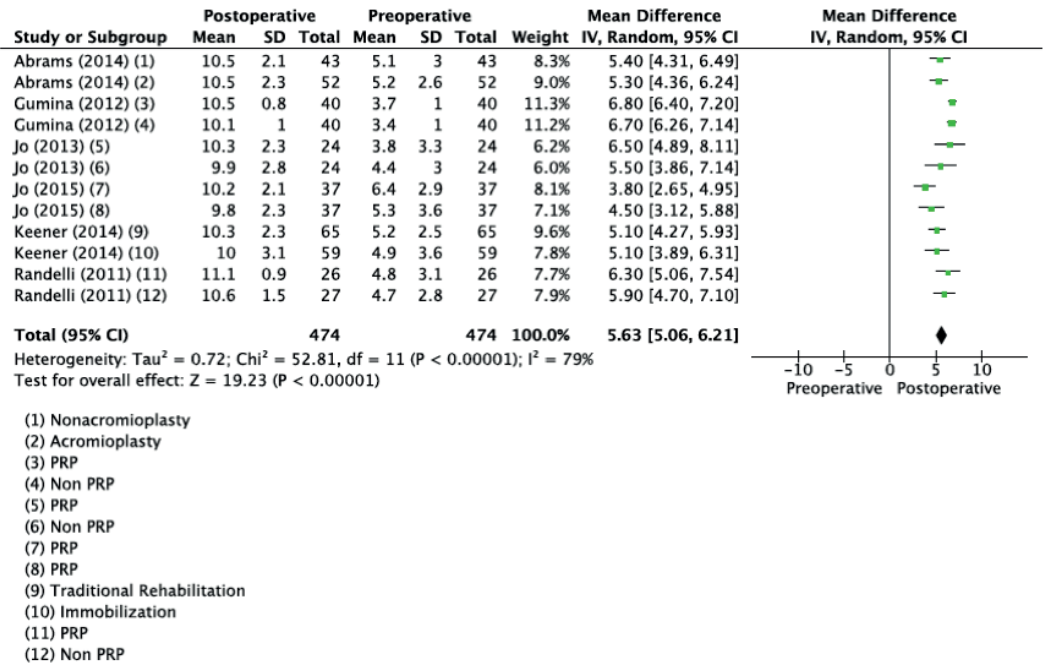 Postoperative Preoperative Mean Difference Mean Difference
Study or Subgroup Mean SD Total Mean SD Total Weight IV, Random, 95% CI IV, Random, 95% CI
Abrams (2014) (1) 10.5 2.1 43 5.1 3 43 8.3% 5.40 [4.31, 6.49]
Abrams (2014) (2) 10.5 2.3 52 5.2 2.6 52 9.0% 5.30 [4.36, 6.24]
Gumina (2012) (3) 10.5 0.8 40 3.7 1 40 11.3% 6.80 [6.40, 7.20]
Gumina (2012) (4) 10.1 1 40 3.4 1 40 11.2% 6.70 [6.26, 7.14]
Jo (2013) (5) 10.3 2.3 24 3.8 3.3 24 6.2% 6.50 [4.89, 8.11]
Jo (2013) (6) 9.9 2.8 24 4.4 3 24 6.0% 5.50 [3.86, 7.14]
Jo (2015) (7) 10.2 2.1 37 6.4 2.9 37 8.1% 3.80 [2.65, 4.95]
Jo (2015) (8) 9.8 2.3 37 5.3 3.6 37 7.1% 4.50 [3.12, 5.88]
Keener (2014) (9) 10.3 2.3 65 5.2 2.5 65 9.6% 5.10 [4.27, 5.93]
Keener (2014) (10) 10 3.1 59 4.9 3.6 59 7.8% 5.10 [3.89, 6.31]
Randelli (2011) (11) 11.1 0.9 26 4.8 3.1 26 7.7% 6.30 [5.06, 7.54]
Randelli (2011) (12) 10.6 1.5 27 4.7 2.8 27 7.9% 5.90 [4.70, 7.10]
Total (95% CI) 474 474 100.0% 5.63 [5.06, 6.21]
Heterogeneity: Tau² = 0.72; Chi² = 52.81, df = 11 (P < 0.00001); I² = 79%
Test for overall effect: Z = 19.23 (P < 0.00001)
-10 -5 0 5 10
Preoperative Postoperative
(1) Nonacromioplasty
(2) Acromioplasty
(3) PRP
(4) Non PRP
(5) PRP
(6) Non PRP
(7) PRP
(8) PRP
(9) Traditional Rehabilitation
(10) Immobilization
(11) PRP
(12) Non PRP